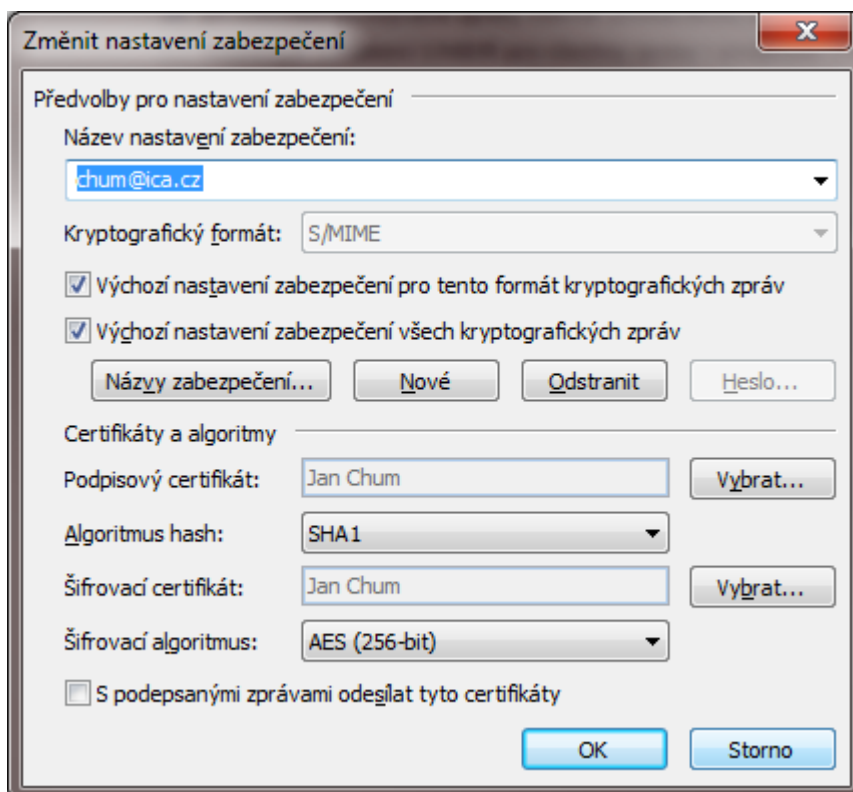 Změnit nastavení zabezpečení
Předvolby pro nastavení zabezpečení
Název nastavení zabezpečení:
chum@ica.cz
Kryptografický formát: S/MIME
Výchozí nastavení zabezpečení pro tento formát kryptografických zpráv
Výchozí nastavení zabezpečení všech kryptografických zpráv
Názvy zabezpečení... Nové Odstranit Heslo...
Certifikáty a algoritmy
Podpisový certifikát: Jan Chum Vybrat...
Algoritmus hash: SHA1
Šifrovací certifikát: Jan Chum Vybrat...
Šifrovací algoritmus: AES (256-bit)
S podepsanými zprávami odesílat tyto certifikáty
OK Storno